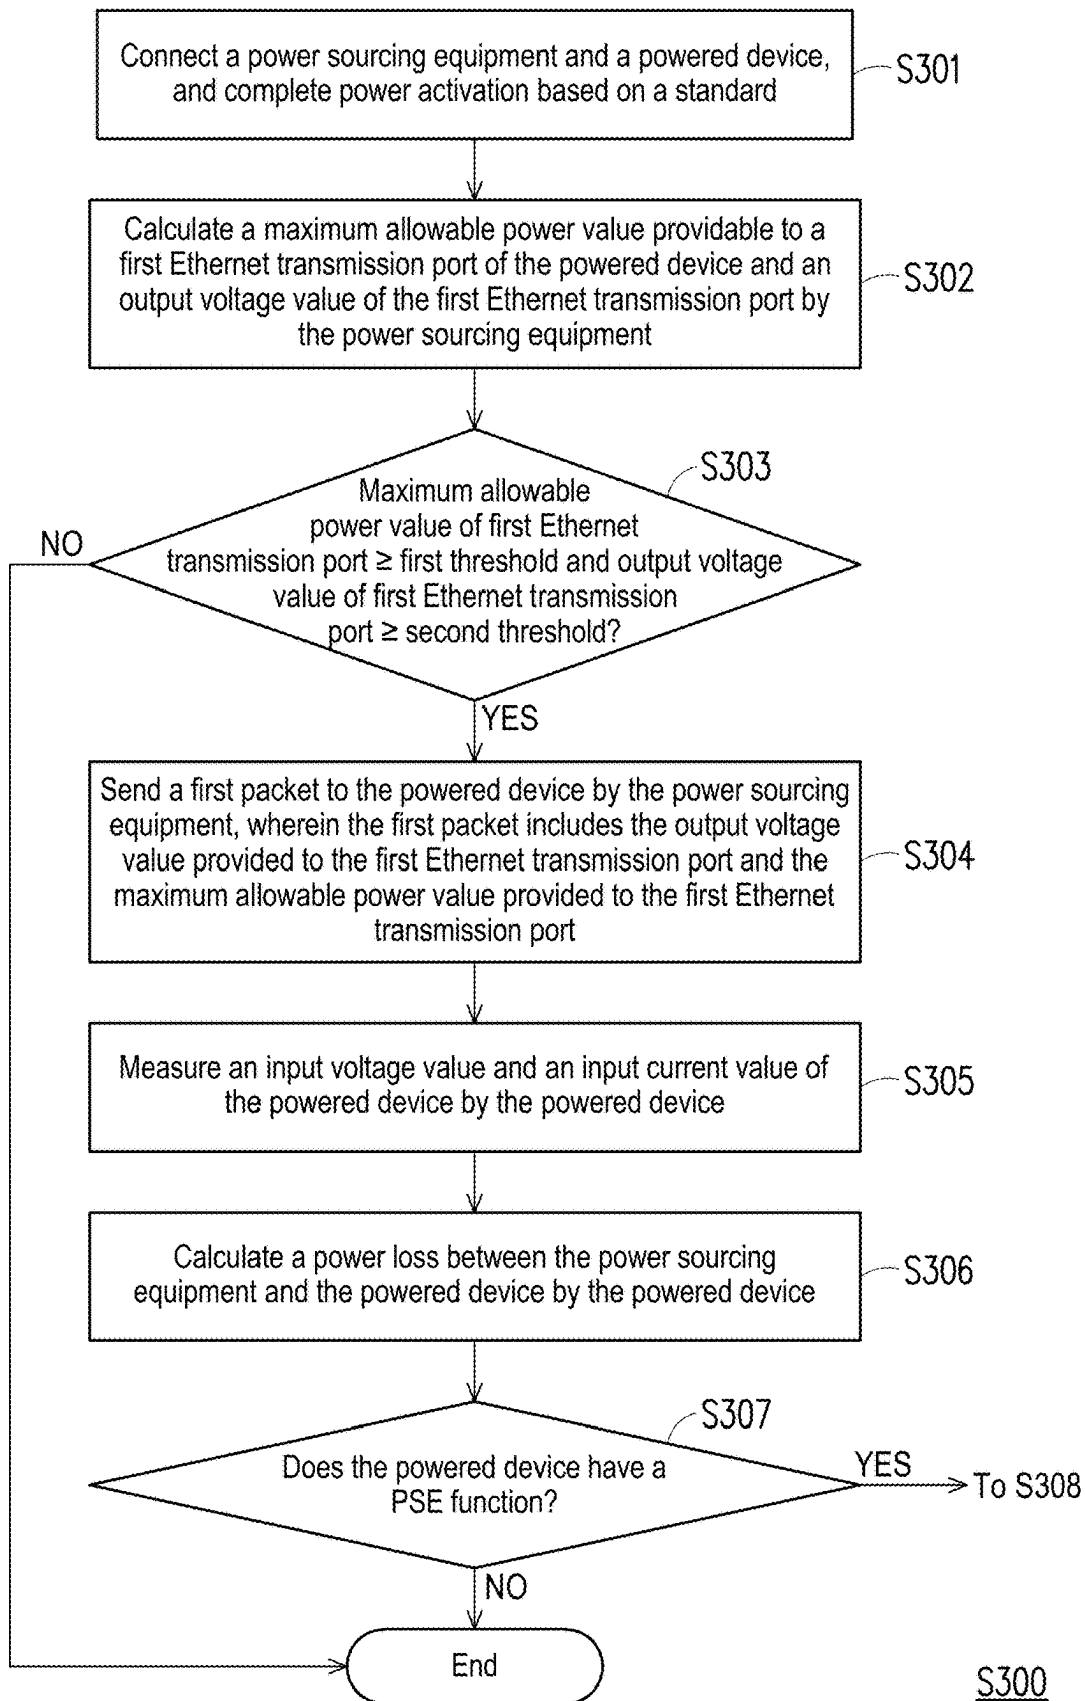 Connect a power sourcing equipment and a powered device,
and complete power activation based on a standard
S301
Calculate a maximum allowable power value providable to a
first Ethernet transmission port of the powered device and an
output voltage value of the first Ethernet transmission port by
the power sourcing equipment
S302
S303
Maximum allowable
power value of first Ethernet
transmission port ≥ first threshold and output voltage
value of first Ethernet transmission
port ≥ second threshold?
NO
YES
Send a first packet to the powered device by the power sourcing
equipment, wherein the first packet includes the output voltage
value provided to the first Ethernet transmission port and the
maximum allowable power value provided to the first Ethernet
transmission port
S304
Measure an input voltage value and an input current value of
the powered device by the powered device
S305
Calculate a power loss between the power sourcing
equipment and the powered device by the powered device
S306
S307
Does the powered device have a
PSE function?
YES
To S308
NO
End
S300